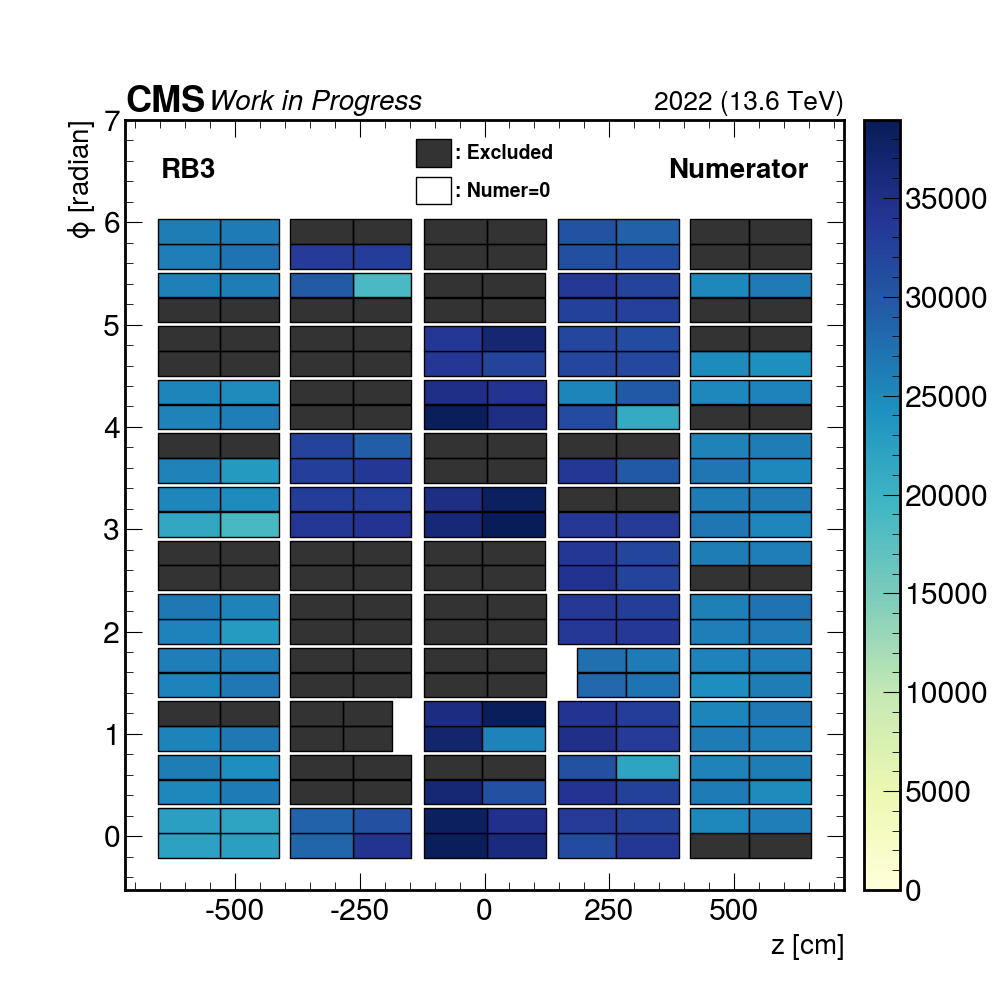 CMS Work in Progress 2022 (13.6 TeV)
RB3
: Excluded
: Numer=0
Numerator
ϕ [radian]
7
6
5
4
3
2
1
0
-500 -250 0 250 500
z [cm]
35000
30000
25000
20000
15000
10000
5000
0